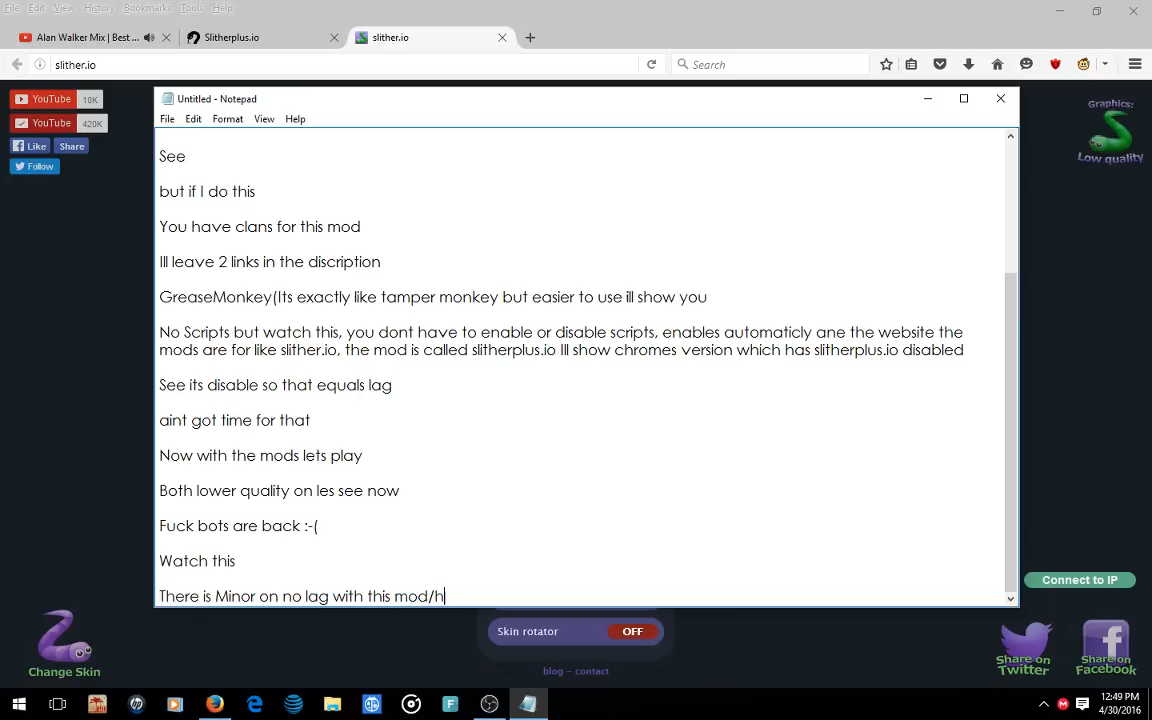 File Edit View History Bookmarks Tools Help
Alan Walker Mix | Best ...
Slitherplus.io
slither.io
slither.io
Search
YouTube 10K
YouTube 420K
Like Share
Follow
Graphics:
Low quality
Untitled - Notepad
File Edit Format View Help
See
but if I do this
You have clans for this mod
Ill leave 2 links in the discription
GreaseMonkey(Its exactly like tamper monkey but easier to use ill show you
No Scripts but watch this, you dont have to enable or disable scripts, enables automaticly ane the website the
mods are for like slither.io, the mod is called slitherplus.io Ill show chromes version which has slitherplus.io disabled
See its disable so that equals lag
aint got time for that
Now with the mods lets play
Both lower quality on les see now
Fuck bots are back :-(
Watch this
There is Minor on no lag with this mod/h
Connect to IP
Skin rotator OFF
Change Skin
blog - contact
Share on
Twitter
Share on
Facebook
12:49 PM
4/30/2016